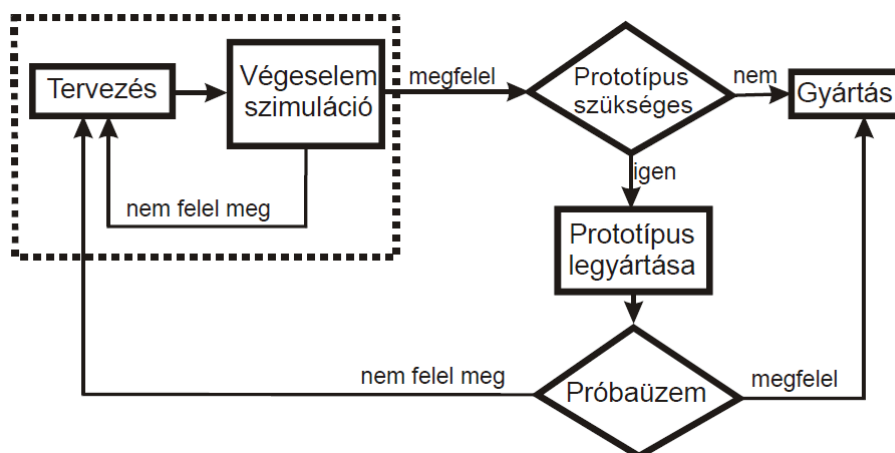 Tervezés
Végeselem
szimuláció
megfelel
Prototípus
szükséges
nem
Gyártás
nem felel meg
igen
Prototípus
legyártása
nem felel meg
Próbaüzem
megfelel